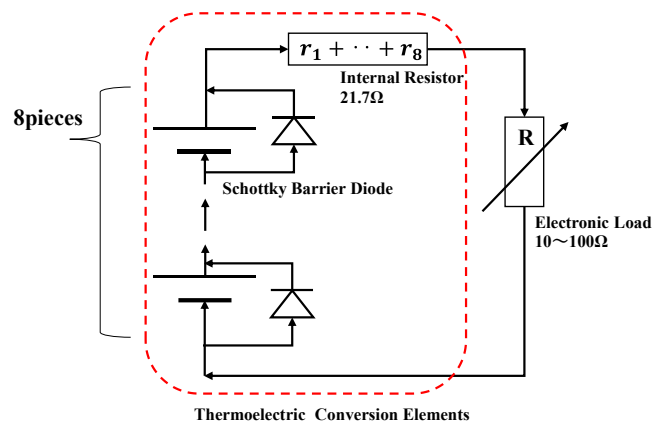 r₁ + ‥ + r₈
Internal Resistor
21.7Ω
8pieces
Schottky Barrier Diode
R
Electronic Load
10～100Ω
Thermoelectric Conversion Elements